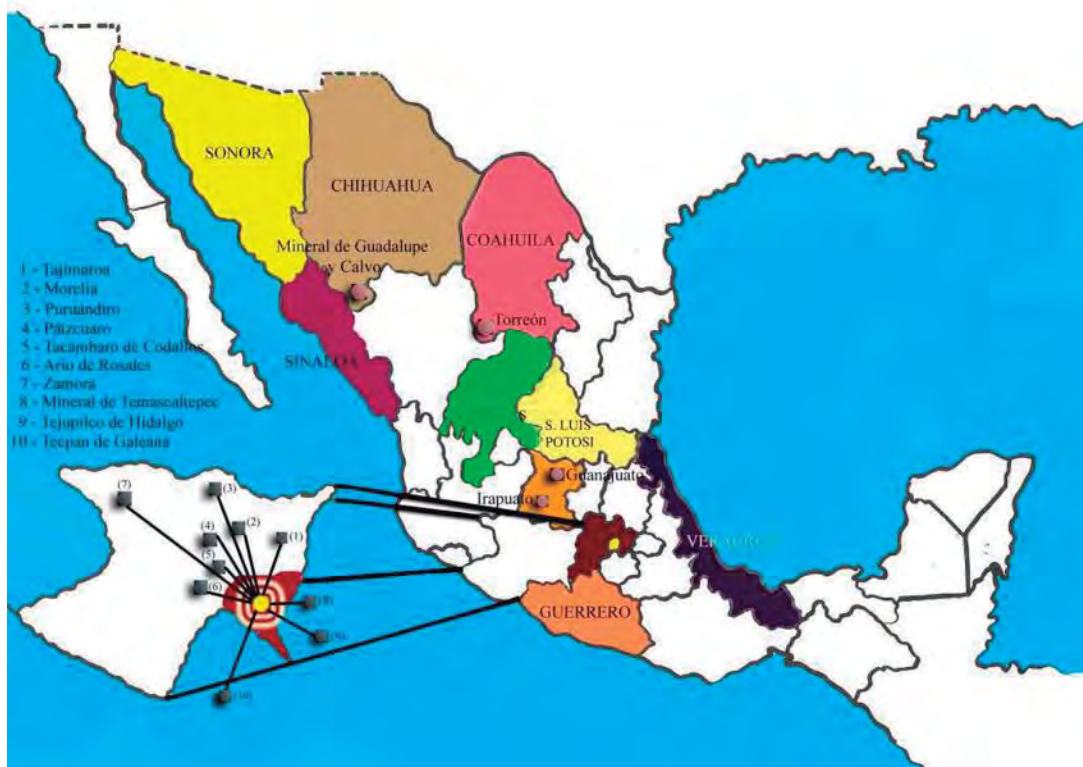 SONORA
CHIHUAHUA
COAHUILA
Mineral de Guadalupe
y Calvo
Torreón
SINALOA
1 - Tajimaroa
2 - Morelia
3 - Puruándiro
4 - Pátzcuaro
5 - Tacámbaro de Codallos
6 - Ario de Rosales
7 - Zamora
8 - Mineral de Temascaltepec
9 - Tejupilco de Hidalgo
10 - Tecpan de Galeana
S
S. LUIS
P POTOSI
Guanajuato
Irapuato
VERACRUZ
GUERRERO
(7)
(3)
(2)
(4)
(1)
(5)
(6)
(8)
(9)
(10)